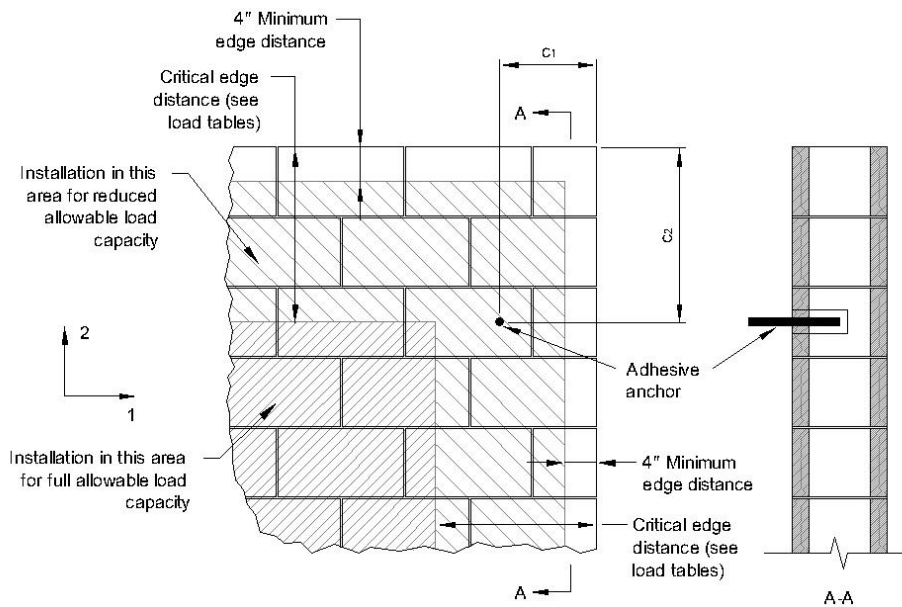 4" Minimum
edge distance
Critical edge
distance (see
load tables)
Installation in this
area for reduced
allowable load
capacity
2
1
Installation in this area
for full allowable load
capacity
C1
A
C2
Adhesive
anchor
4" Minimum
edge distance
Critical edge
distance (see
load tables)
A
A-A